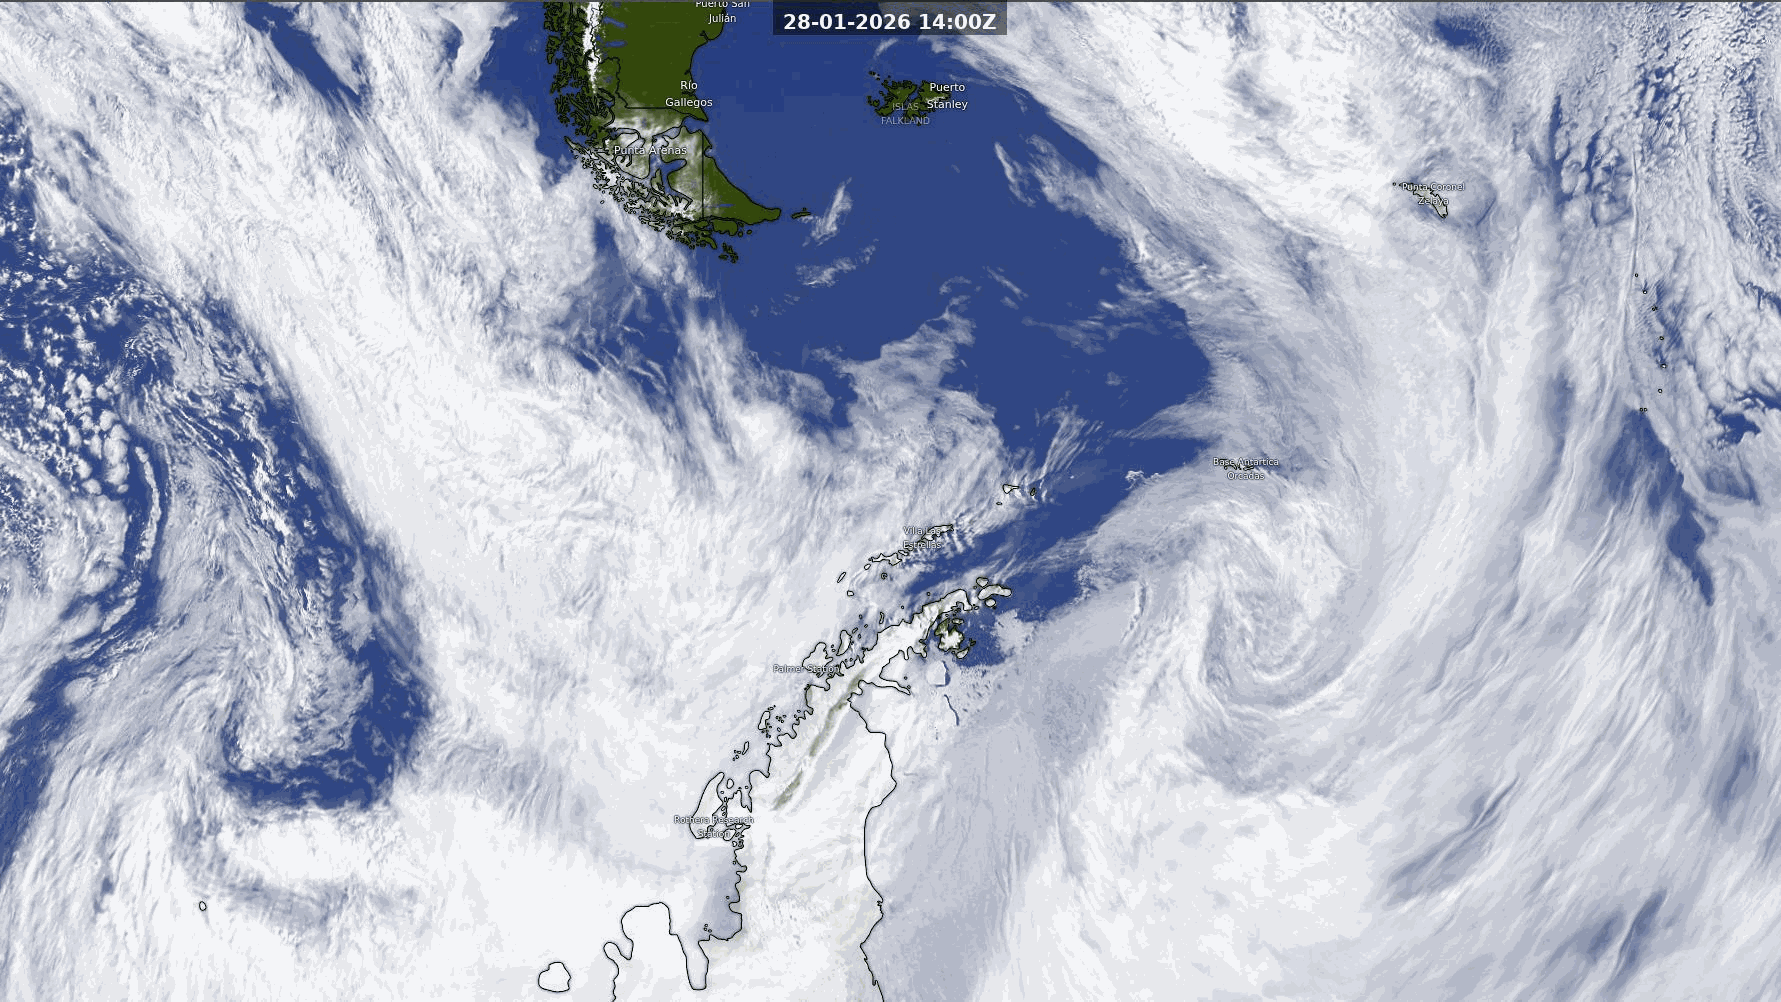 Puerto San
Julián
28-01-2026 14:00Z
Río
Gallegos
Puerto
Stanley
ISLAS
FALKLAND
Punta Arenas
Punta Coronel
Zelaya
Base Antártica
Orcadas
Villa Las
Estrellas
Palmer Station
Rothera Research
Station